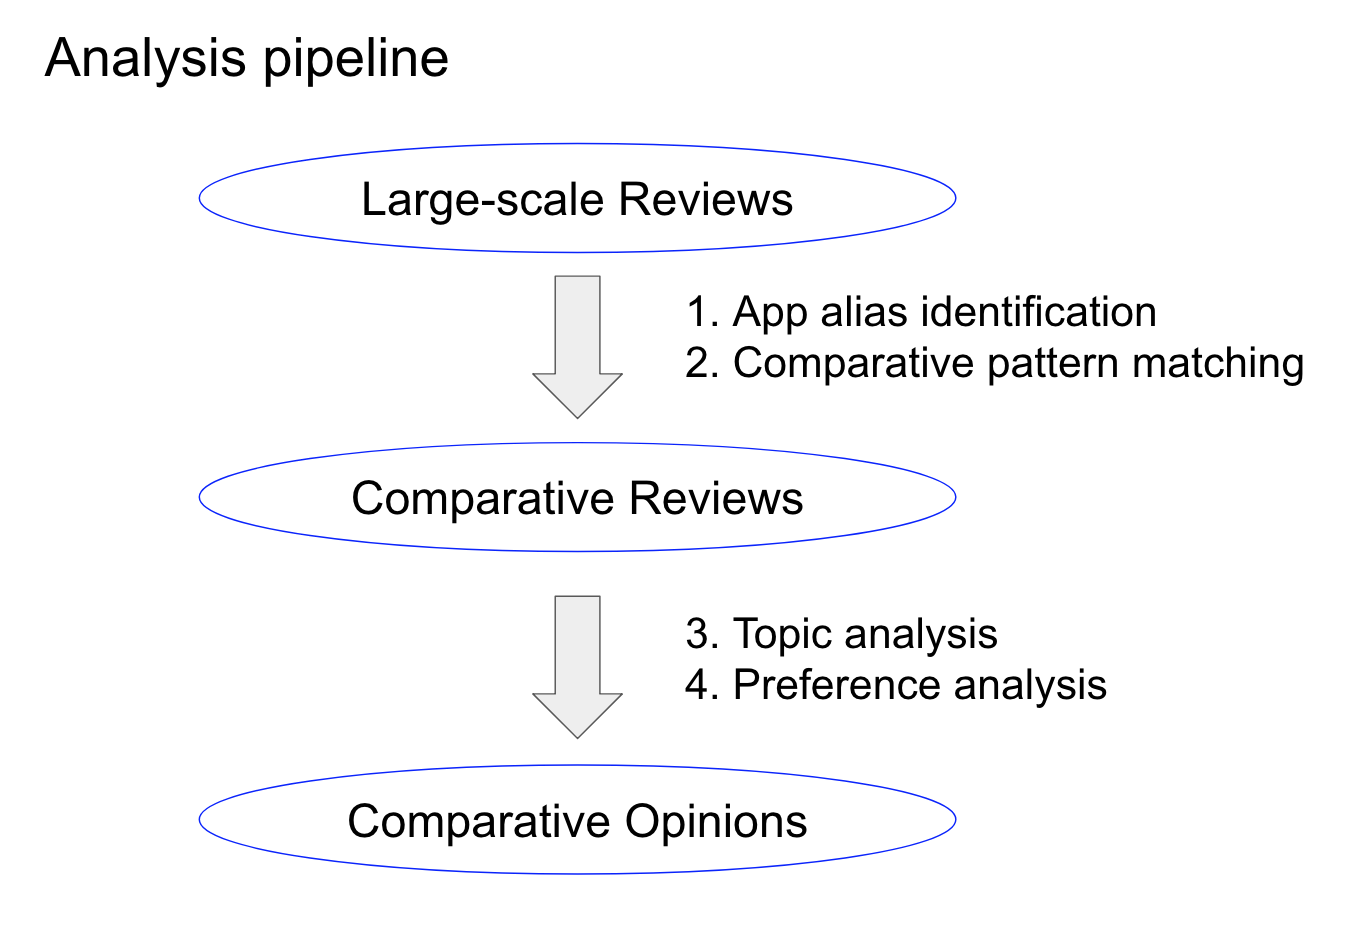 Analysis pipeline
Large-scale Reviews
1. App alias identification
2. Comparative pattern matching
Comparative Reviews
3. Topic analysis
4. Preference analysis
Comparative Opinions